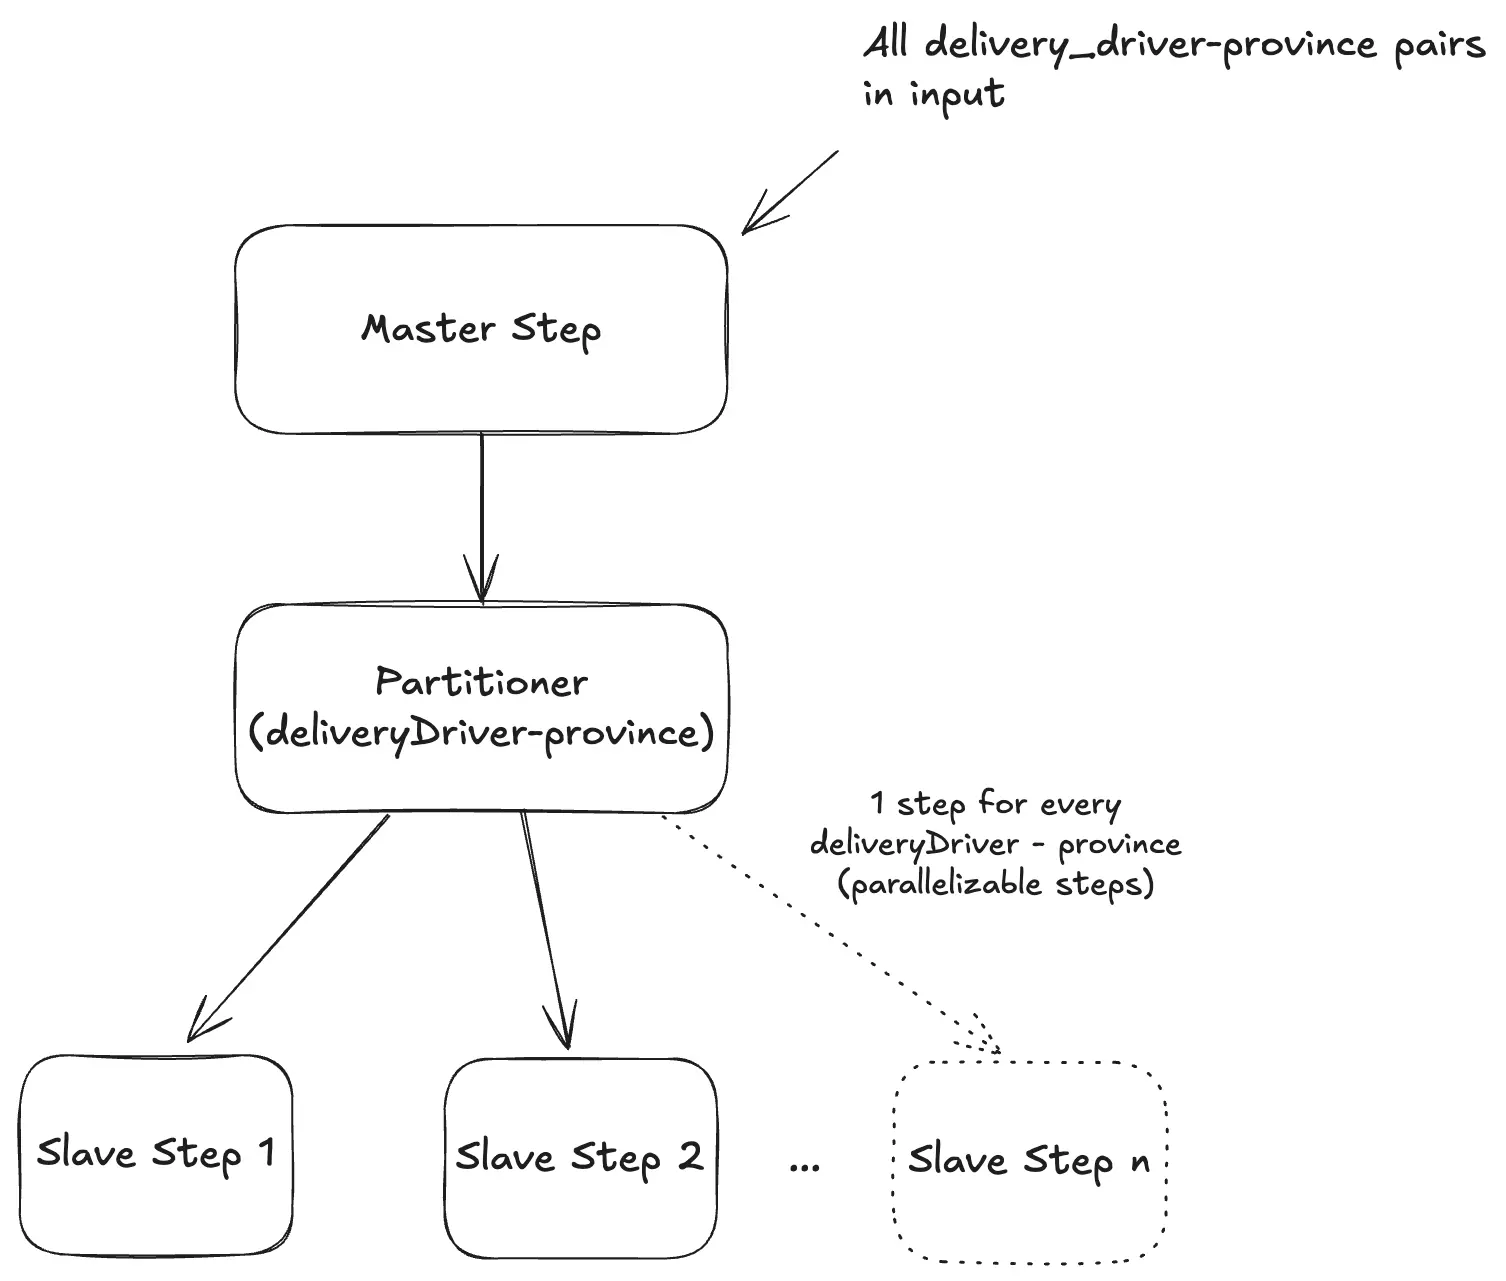 All delivery_driver-province pairs
in input
Master Step
Partitioner
(deliveryDriver-province)
1 step for every
deliveryDriver - province
(parallelizable steps)
Slave Step 1
Slave Step 2
...
Slave Step n